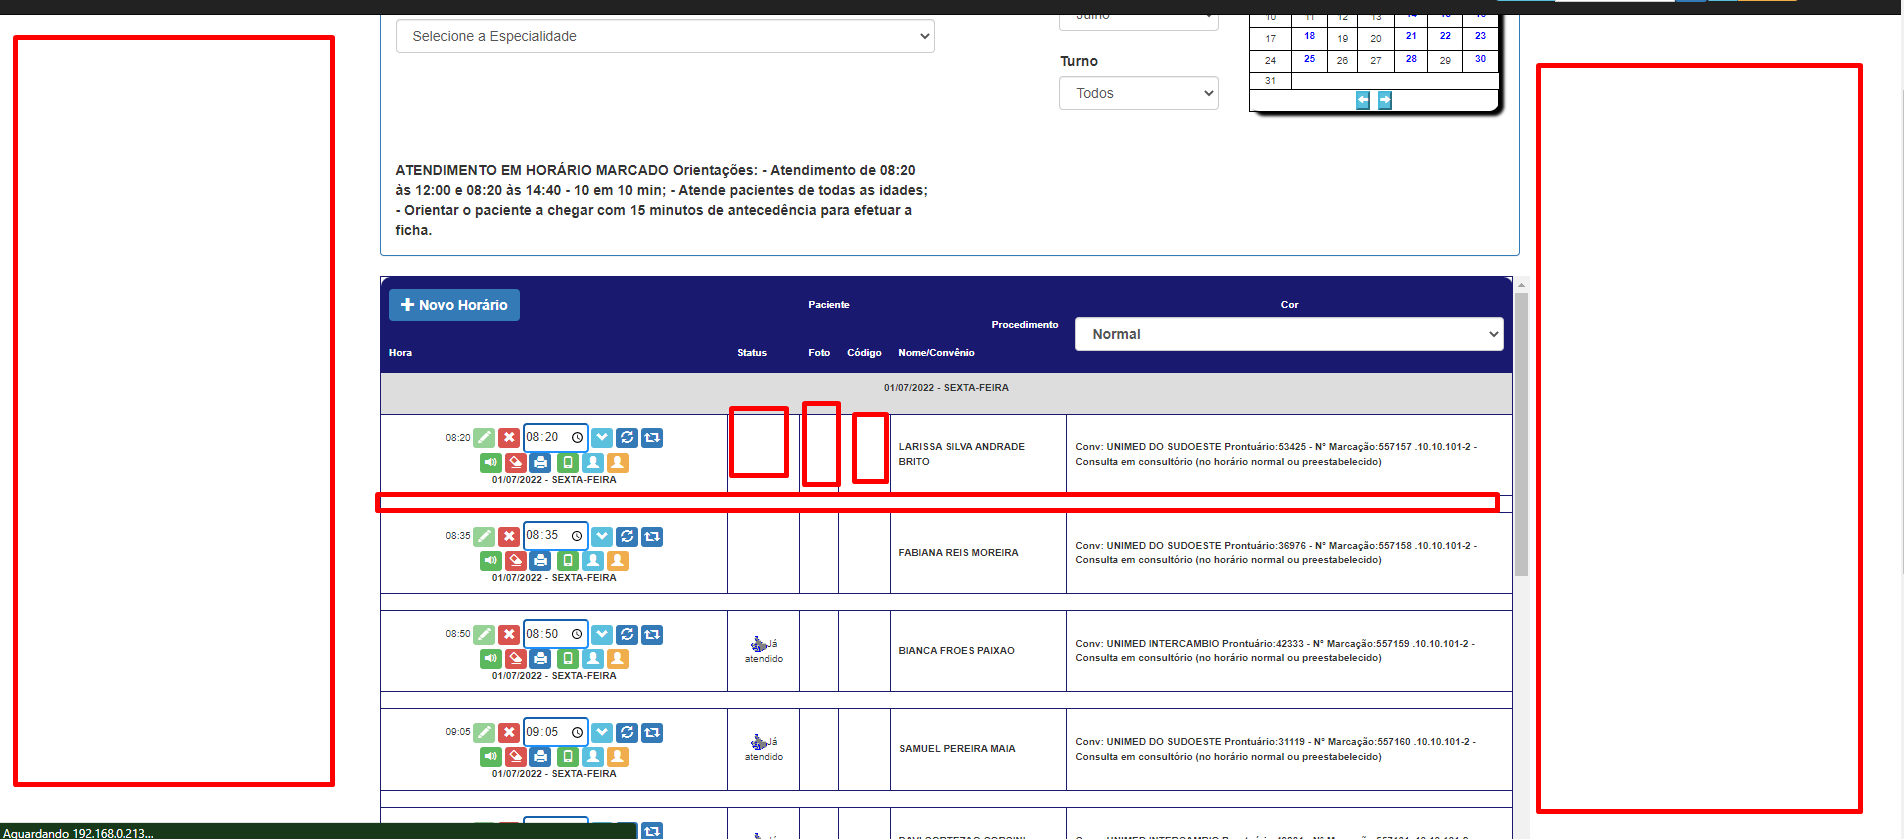 Selecione a Especialidade
Julho
10 11 12 13 14 15 16
17 18 19 20 21 22 23
24 25 26 27 28 29 30
31
Turno
Todos
ATENDIMENTO EM HORÁRIO MARCADO Orientações: - Atendimento de 08:20
às 12:00 e 08:20 às 14:40 - 10 em 10 min; - Atende pacientes de todas as idades;
- Orientar o paciente a chegar com 15 minutos de antecedência para efetuar a
ficha.
Novo Horário
Paciente
Cor
Procedimento
Normal
Hora
Status
Foto
Código
Nome/Convênio
01/07/2022 - SEXTA-FEIRA
08:20
08:20
01/07/2022 - SEXTA-FEIRA
LARISSA SILVA ANDRADE
BRITO
Conv: UNIMED DO SUDOESTE Prontuário:53425 - Nº Marcação:557157 .10.10.101-2 -
Consulta em consultório (no horário normal ou preestabelecido)
08:35
08:35
01/07/2022 - SEXTA-FEIRA
FABIANA REIS MOREIRA
Conv: UNIMED DO SUDOESTE Prontuário:36976 - Nº Marcação:557158 .10.10.101-2 -
Consulta em consultório (no horário normal ou preestabelecido)
08:50
08:50
01/07/2022 - SEXTA-FEIRA
Já
atendido
BIANCA FROES PAIXAO
Conv: UNIMED INTERCAMBIO Prontuário:42333 - Nº Marcação:557159 .10.10.101-2 -
Consulta em consultório (no horário normal ou preestabelecido)
09:05
09:05
01/07/2022 - SEXTA-FEIRA
Já
atendido
SAMUEL PEREIRA MAIA
Conv: UNIMED DO SUDOESTE Prontuário:31119 - Nº Marcação:557160 .10.10.101-2 -
Consulta em consultório (no horário normal ou preestabelecido)
Aguardando 192.168.0.213...